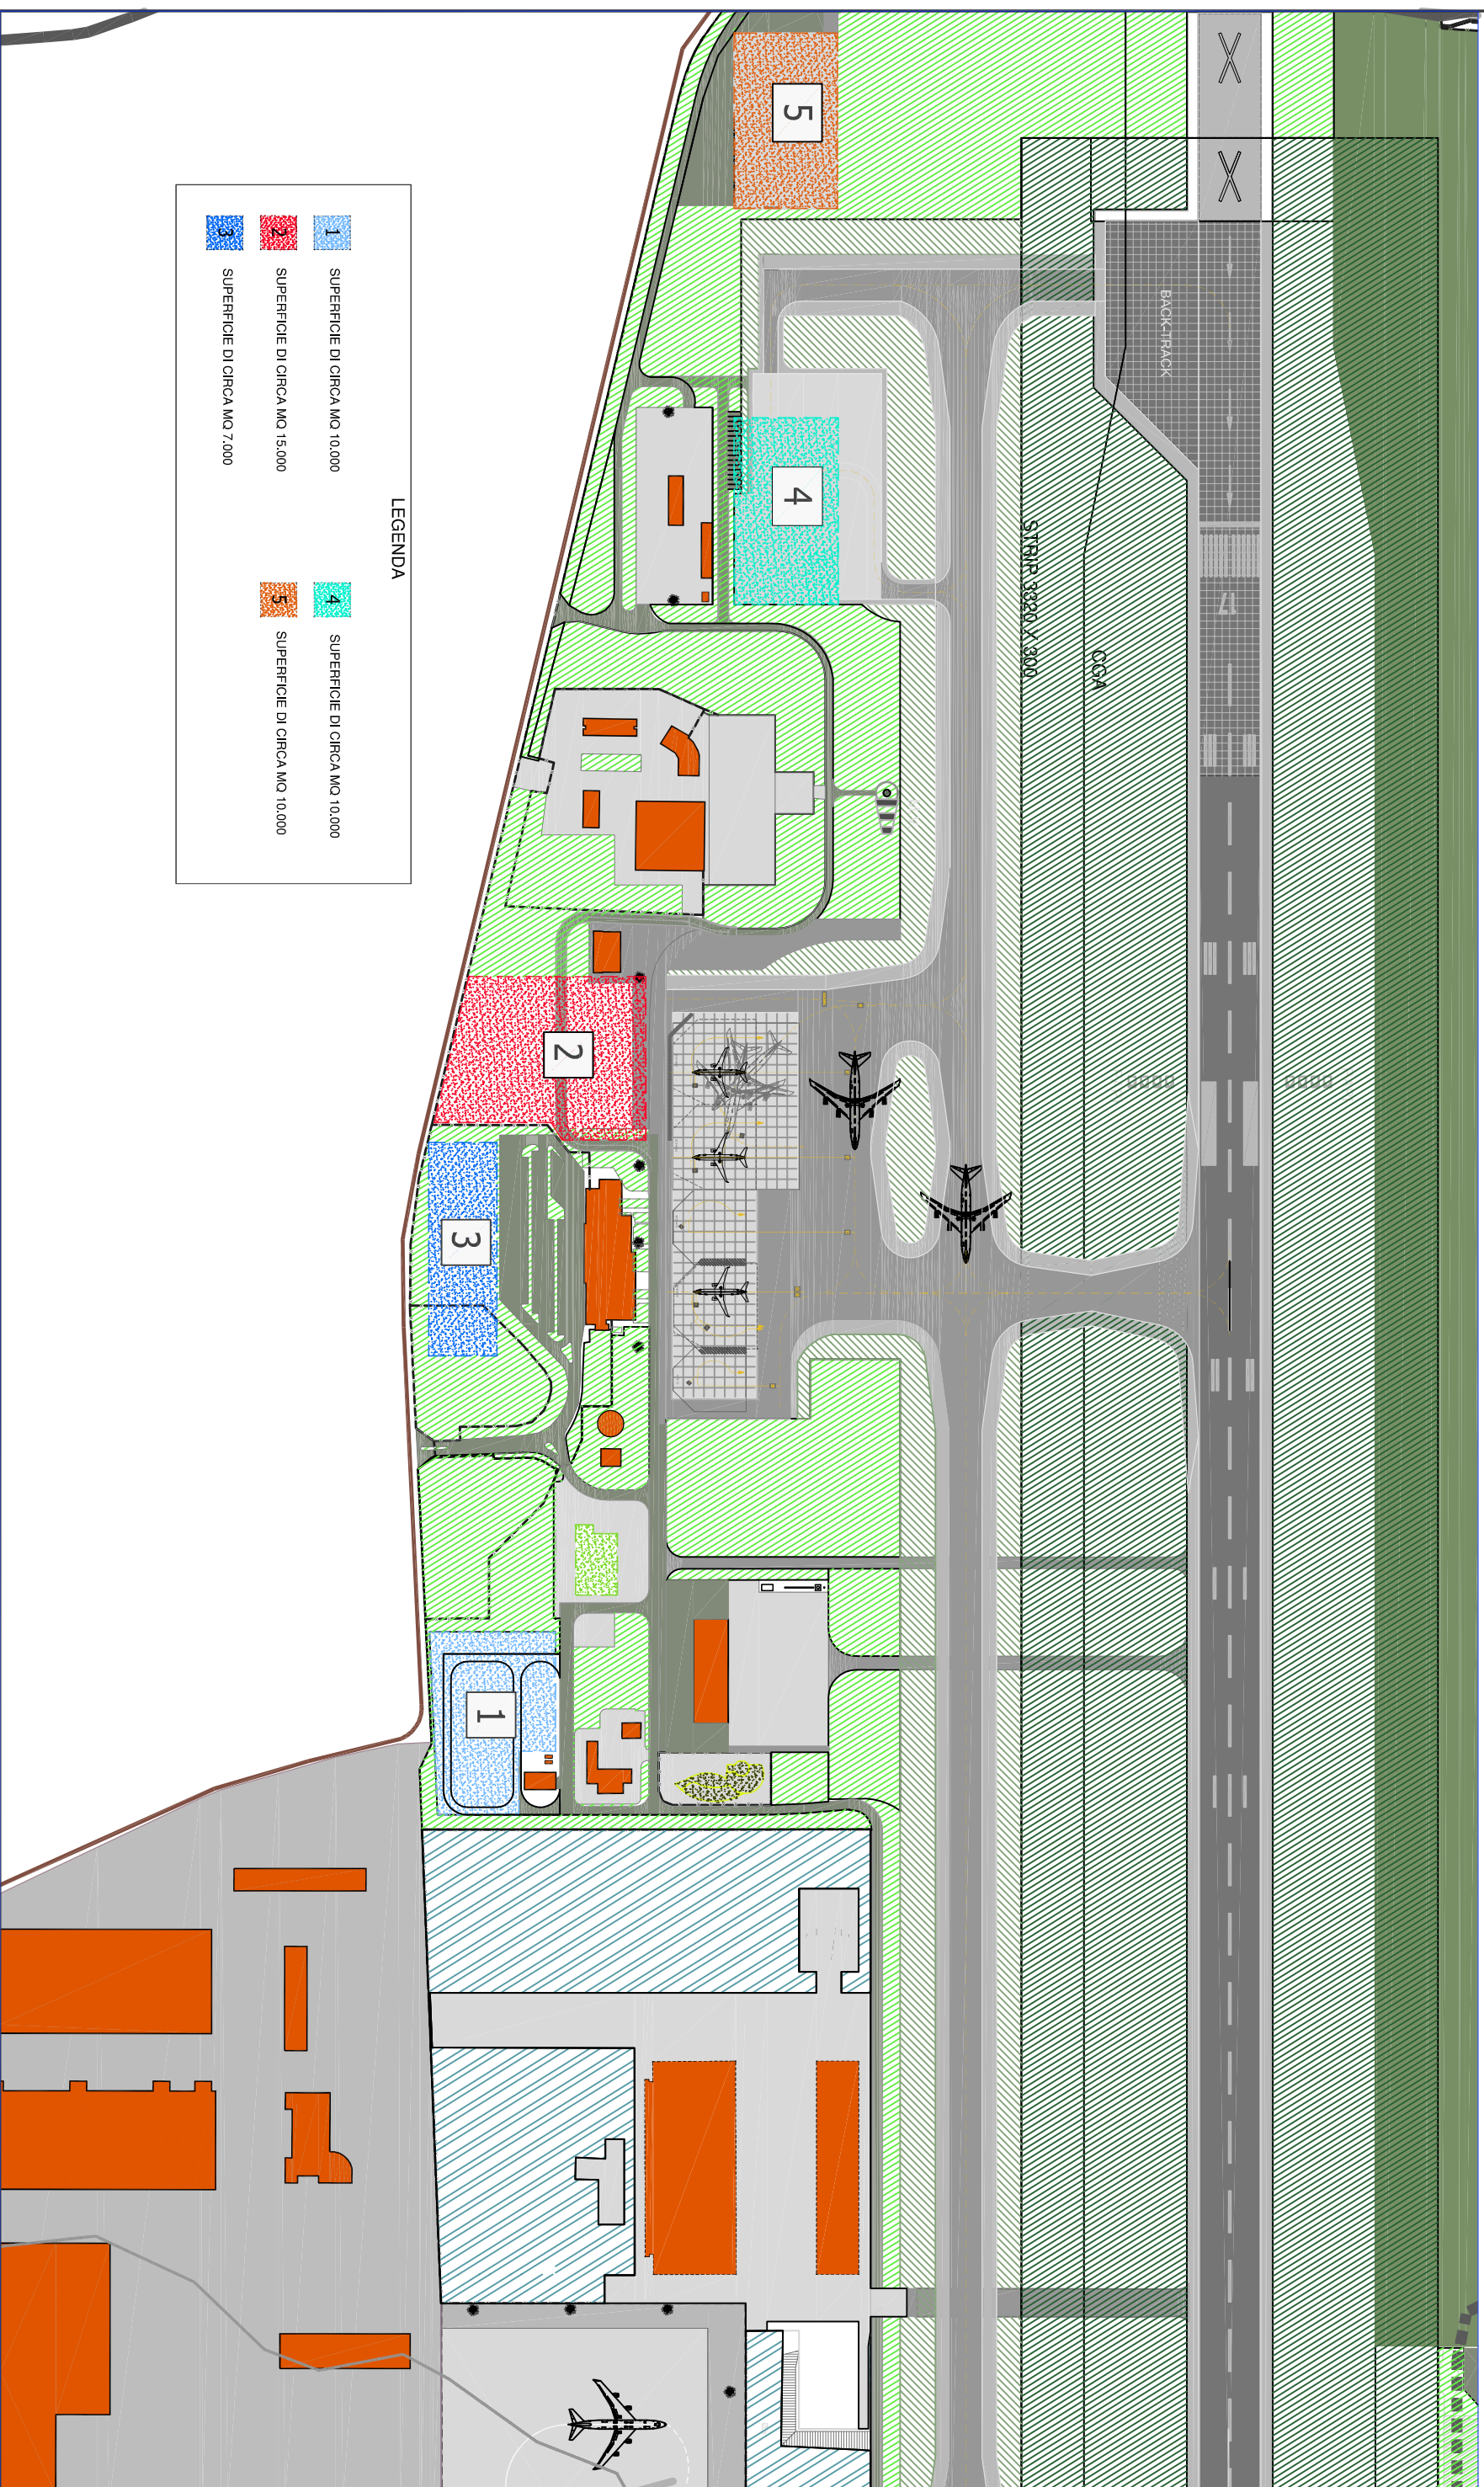 LEGENDA
1 SUPERFICIE DI CIRCA MQ 10.000
2 SUPERFICIE DI CIRCA MQ 15.000
3 SUPERFICIE DI CIRCA MQ 7.000
4 SUPERFICIE DI CIRCA MQ 10.000
5 SUPERFICIE DI CIRCA MQ 10.000
BACK-TRACK
17
STRIP 3320 X 300
CGA
5
4
2
3
1